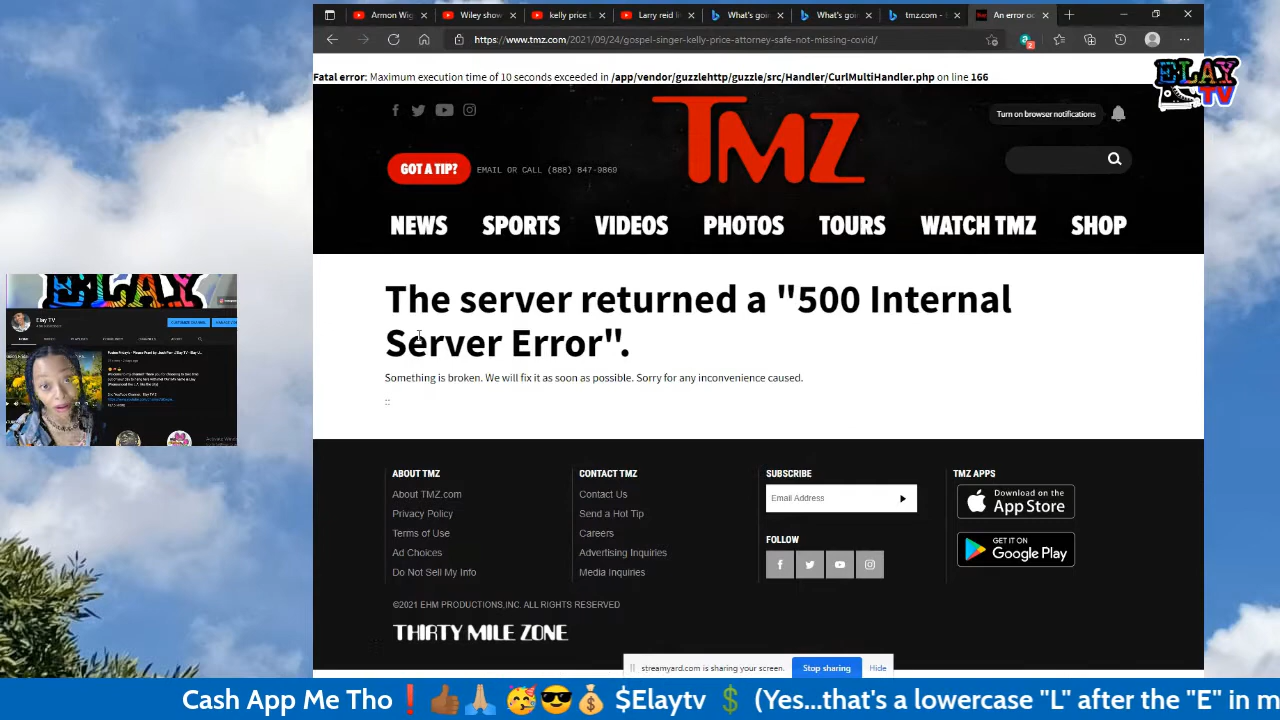 Armon Wig
Wiley show
kelly price
Larry reid li
What's goi
What's goi
tmz.com -
An error oc
https://www.tmz.com/2021/09/24/gospel-singer-kelly-price-attorney-safe-not-missing-covid/
2
Fatal error: Maximum execution time of 10 seconds exceeded in /app/vendor/guzzlehttp/guzzle/src/Handler/CurlMultiHandler.php on line 166
ELAY
TV
Turn on browser notifications
TMZ
GOT A TIP?
EMAIL OR CALL (888) 847-9869
NEWS SPORTS VIDEOS PHOTOS TOURS WATCH TMZ SHOP
The server returned a "500 Internal
Server Error".
Something is broken. We will fix it as soon as possible. Sorry for any inconvenience caused.
::
ELAY
Elay TV
ABOUT TMZ
About TMZ.com
Privacy Policy
Terms of Use
Ad Choices
Do Not Sell My Info
CONTACT TMZ
Contact Us
Send a Hot Tip
Careers
Advertising Inquiries
Media Inquiries
SUBSCRIBE
Email Address
FOLLOW
TMZ APPS
Download on the
App Store
GET IT ON
Google Play
©2021 EHM PRODUCTIONS,INC. ALL RIGHTS RESERVED
THIRTY MILE ZONE
streamyard.com is sharing your screen.
Stop sharing
Hide
Cash App Me Tho❗👍🏾🙏🏽 🥳😎💰 $Elaytv 💲 (Yes...that's a lowercase "L" after the "E" in m